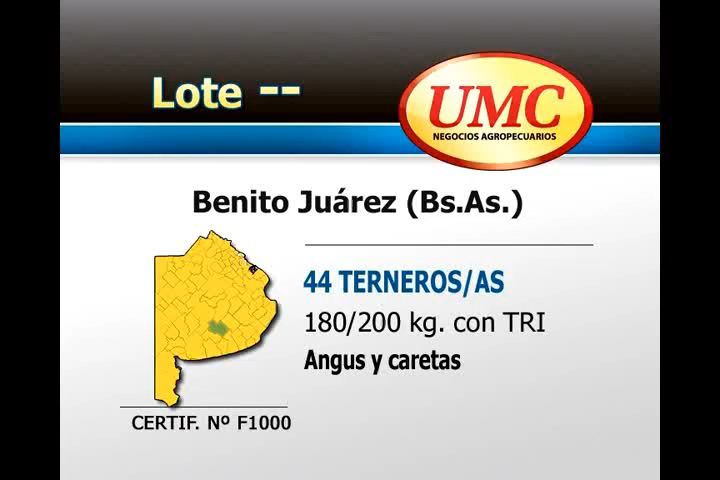 Lote --
UMC
NEGOCIOS AGROPECUARIOS
Benito Juárez (Bs.As.)
44 TERNEROS/AS
180/200 kg. con TRI
Angus y caretas
CERTIF. Nº F1000